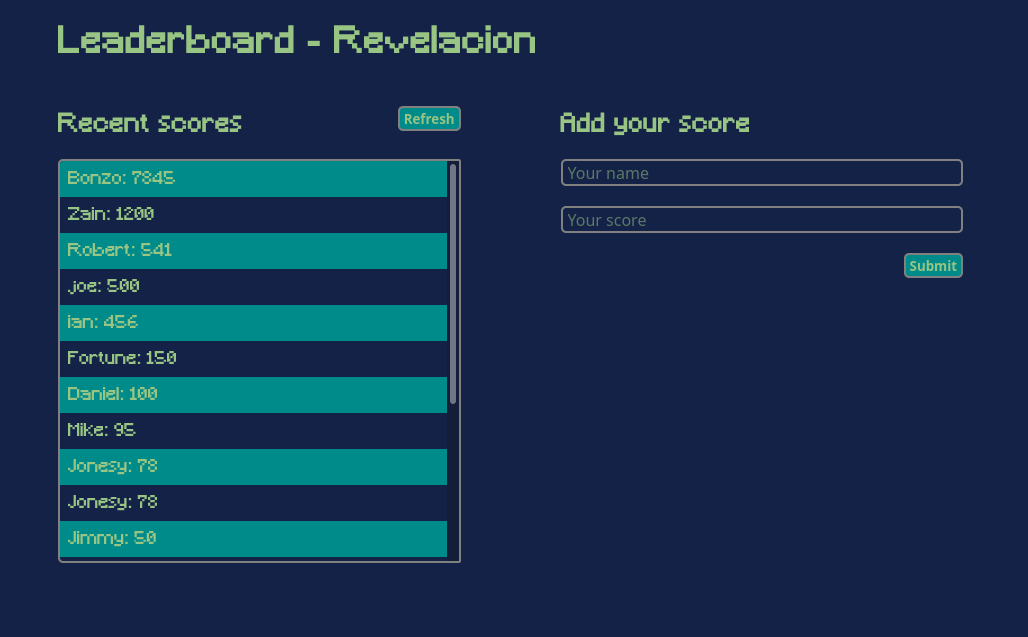 Leaderboard - Revelacion
Recent scores
Refresh
Bonzo: 7845
Zain: 1200
Robert: 541
joe: 500
ian: 456
Fortune: 150
Daniel: 100
Mike: 95
Jonesy: 78
Jonesy: 78
Jimmy: 50
Add your score
Your name
Your score
Submit